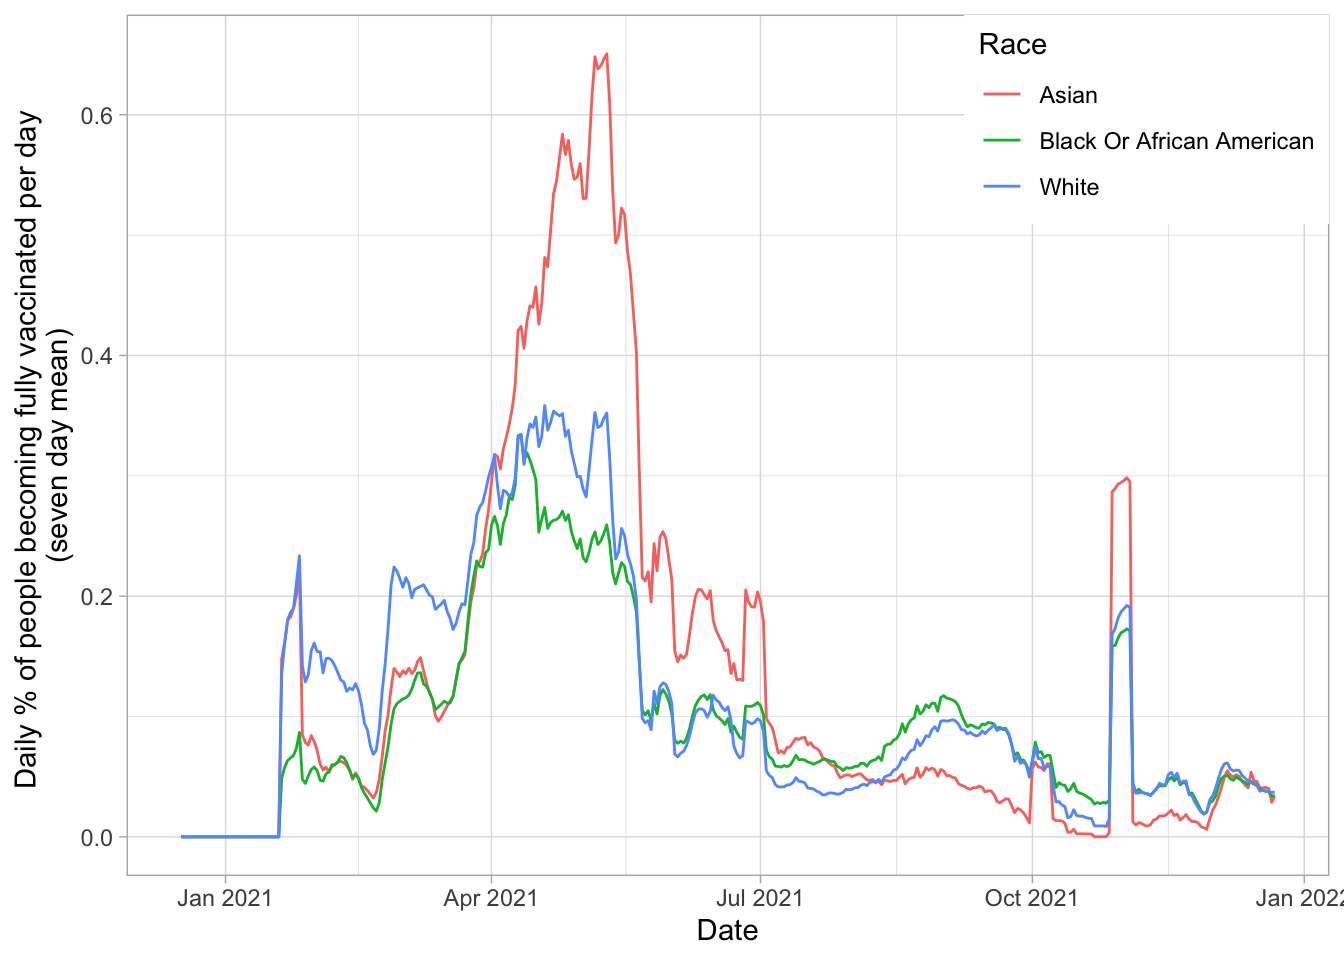 Race
Asian
Black Or African American
White
Daily % of people becoming fully vaccinated per day
(seven day mean)
0.6
0.4
0.2
0.0
Jan 2021
Apr 2021
Jul 2021
Oct 2021
Jan 2022
Date